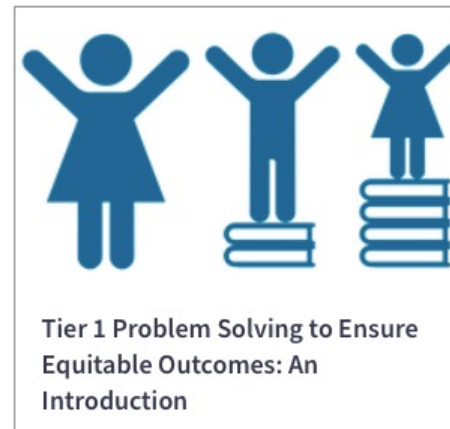 Tier 1 Problem Solving to Ensure
Equitable Outcomes: An
Introduction